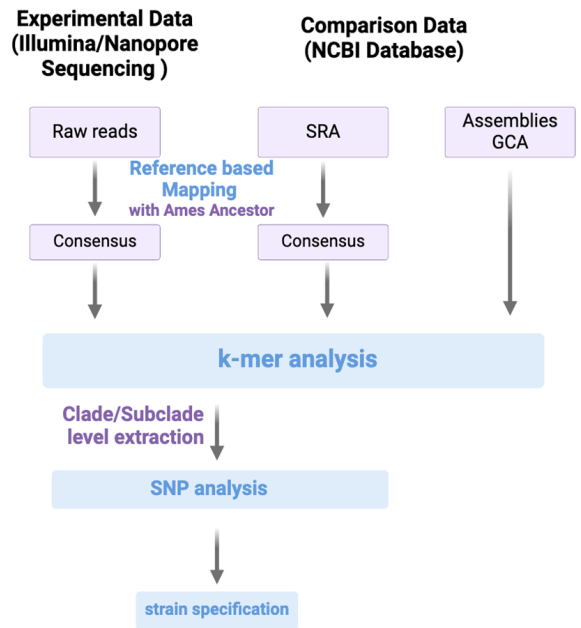 Experimental Data
(Illumina/Nanopore
Sequencing )
Comparison Data
(NCBI Database)
Raw reads
SRA
Assemblies
GCA
Reference based
Mapping
with Ames Ancestor
Consensus
Consensus
k-mer analysis
Clade/Subclade
level extraction
SNP analysis
strain specification